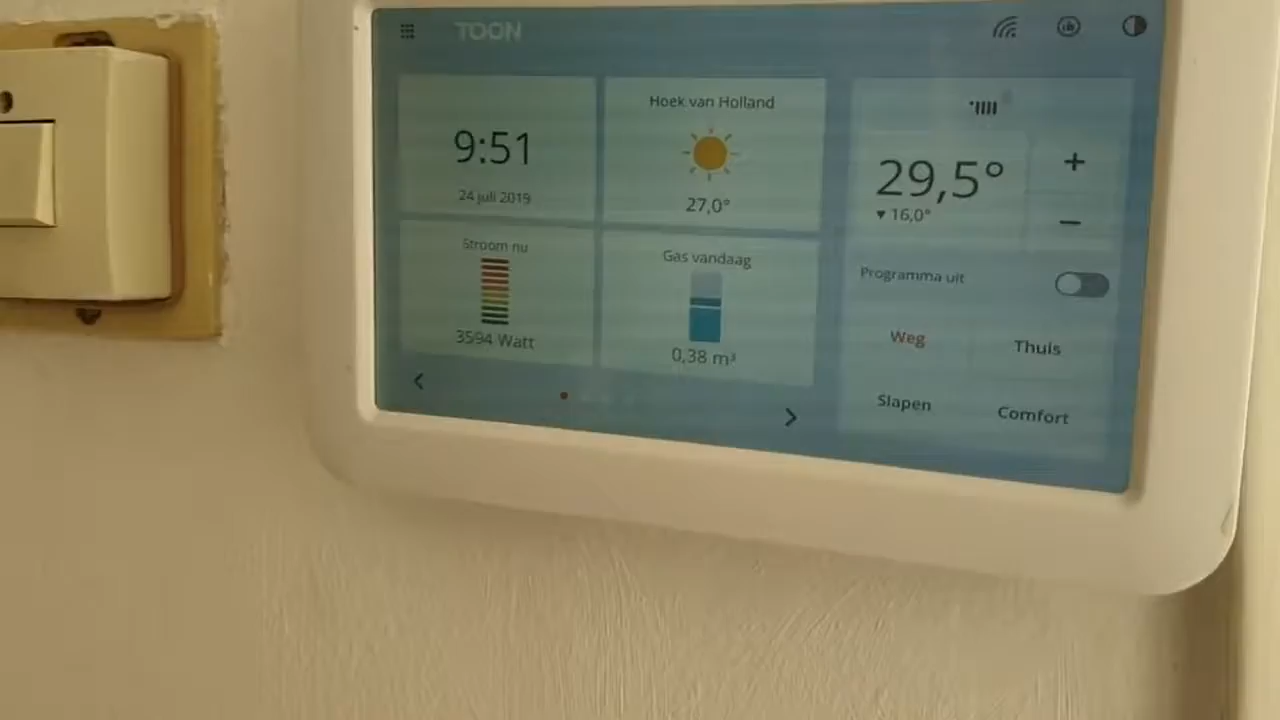 TOON
9:51
24 juli 2019
Hoek van Holland
27,0°
Stroom nu
3594 Watt
Gas vandaag
0,38 m³
29,5°
▼ 16,0°
+
−
Programma uit
Weg
Thuis
Slapen
Comfort